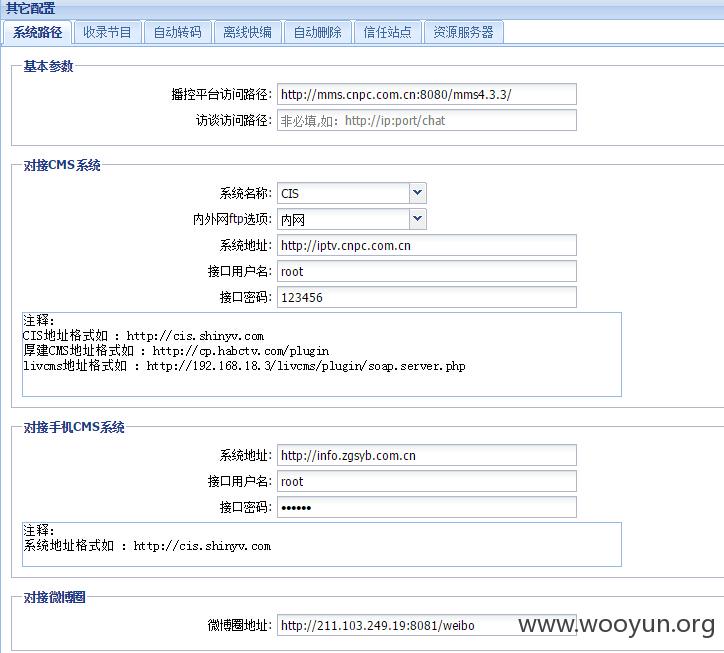 其它配置
系统路径 收录节目 自动转码 离线快编 自动删除 信任站点 资源服务器
基本参数
播控平台访问路径: http://mms.cnpc.com.cn:8080/mms4.3.3/
访谈访问路径: 非必填,如: http://ip:port/chat
对接CMS系统
系统名称: CIS
内外网ftp选项: 内网
系统地址: http://iptv.cnpc.com.cn
接口用户名: root
接口密码: 123456
注释:
CIS地址格式如 : http://cis.shinyv.com
厚建CMS地址格式如 : http://cp.habctv.com/plugin
livcms地址格式如 : http://192.168.18.3/livcms/plugin/soap.server.php
对接手机CMS系统
系统地址: http://info.zgsyb.com.cn
接口用户名: root
接口密码: ••••••
注释:
系统地址格式如 : http://cis.shinyv.com
对接微博圈
微博圈地址: http://211.103.249.19:8081/weibo
www.wooyun.org